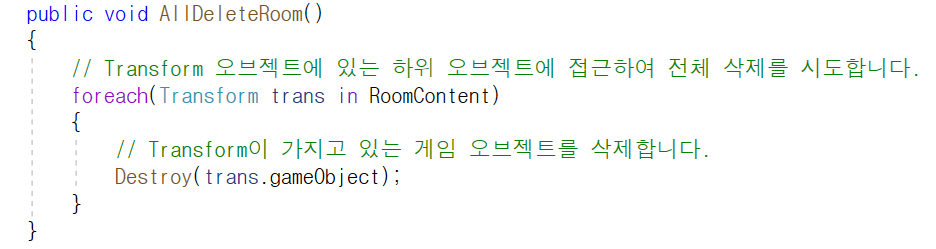 public void AllDeleteRoom()
{
// Transform 오브젝트에 있는 하위 오브젝트에 접근하여 전체 삭제를 시도합니다.
foreach(Transform trans in RoomContent)
{
// Transform이 가지고 있는 게임 오브젝트를 삭제합니다.
Destroy(trans.gameObject);
}
}